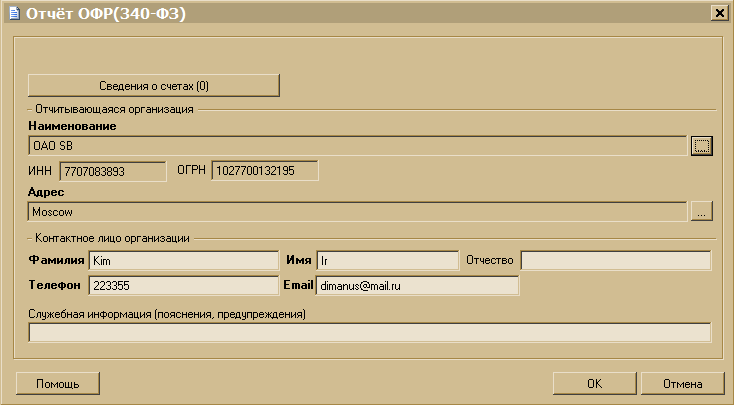 Отчёт ОФР(340-ФЗ)
Сведения о счетах (0)
Отчитывающаяся организация
Наименование
ОАО SB ...
ИНН 7707083893 ОГРН 1027700132195
Адрес
Moscow ...
Контактное лицо организации
Фамилия Kim Имя Ir Отчество
Телефон 223355 Email dimanus@mail.ru
Служебная информация (пояснения, предупреждения)
Помощь OK Отмена